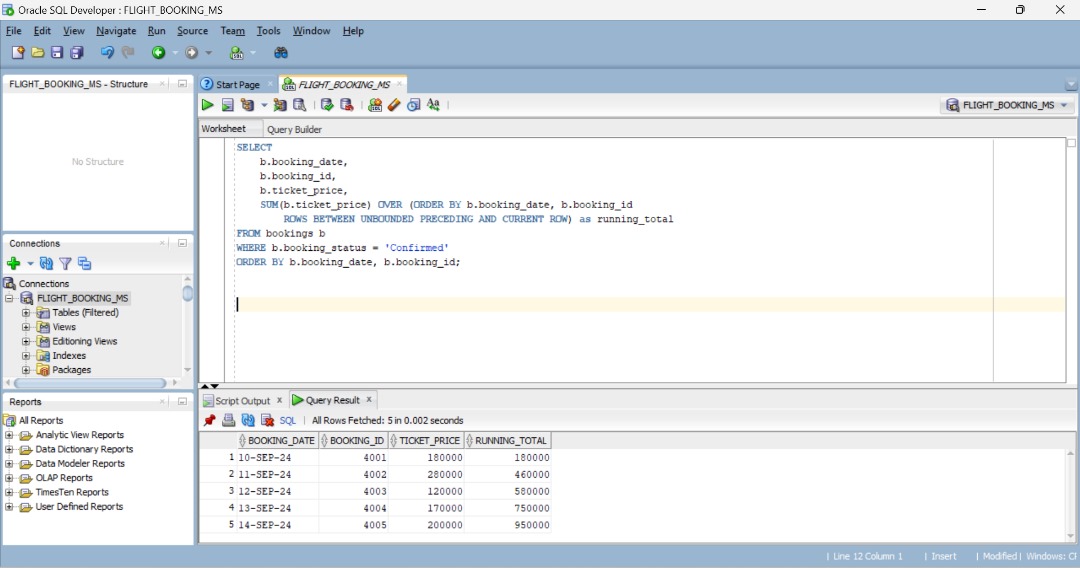 Oracle SQL Developer : FLIGHT_BOOKING_MS
File Edit View Navigate Run Source Team Tools Window Help
FLIGHT_BOOKING_MS - Structure
No Structure
Connections
Connections
FLIGHT_BOOKING_MS
Tables (Filtered)
Views
Editioning Views
Indexes
Packages
Reports
All Reports
Analytic View Reports
Data Dictionary Reports
Data Modeler Reports
OLAP Reports
TimesTen Reports
User Defined Reports
Start Page FLIGHT_BOOKING_MS
FLIGHT_BOOKING_MS
Worksheet Query Builder
SELECT
b.booking_date,
b.booking_id,
b.ticket_price,
SUM(b.ticket_price) OVER (ORDER BY b.booking_date, b.booking_id
ROWS BETWEEN UNBOUNDED PRECEDING AND CURRENT ROW) as running_total
FROM bookings b
WHERE b.booking_status = 'Confirmed'
ORDER BY b.booking_date, b.booking_id;
Script Output x Query Result x
SQL | All Rows Fetched: 5 in 0.002 seconds
BOOKING_DATE BOOKING_ID TICKET_PRICE RUNNING_TOTAL
1 10-SEP-24 4001 180000 180000
2 11-SEP-24 4002 280000 460000
3 12-SEP-24 4003 120000 580000
4 13-SEP-24 4004 170000 750000
5 14-SEP-24 4005 200000 950000
| Line 12 Column 1 | Insert | Modified | Windows: C